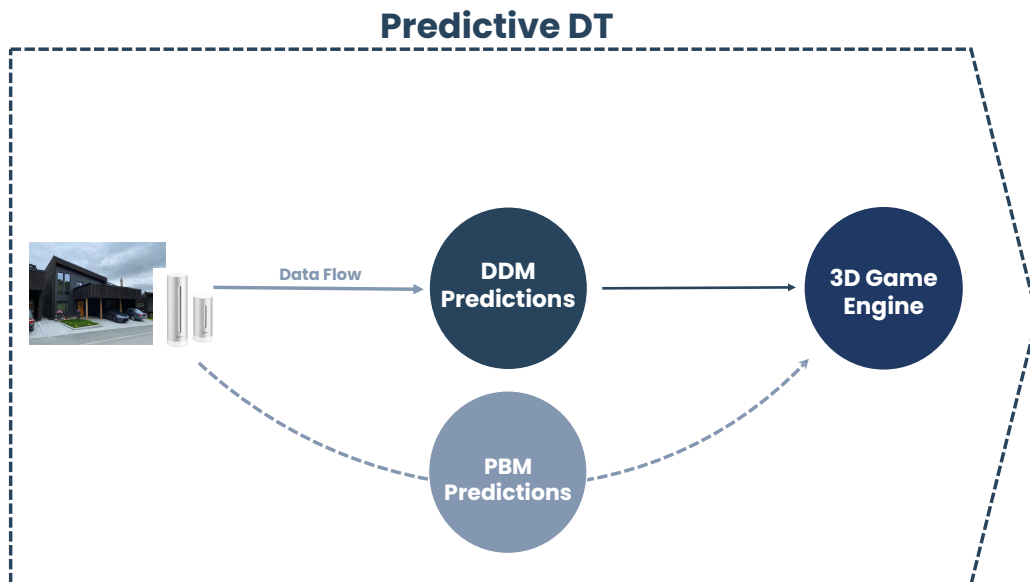 Predictive DT
Data Flow
DDM
Predictions
3D Game
Engine
PBM
Predictions